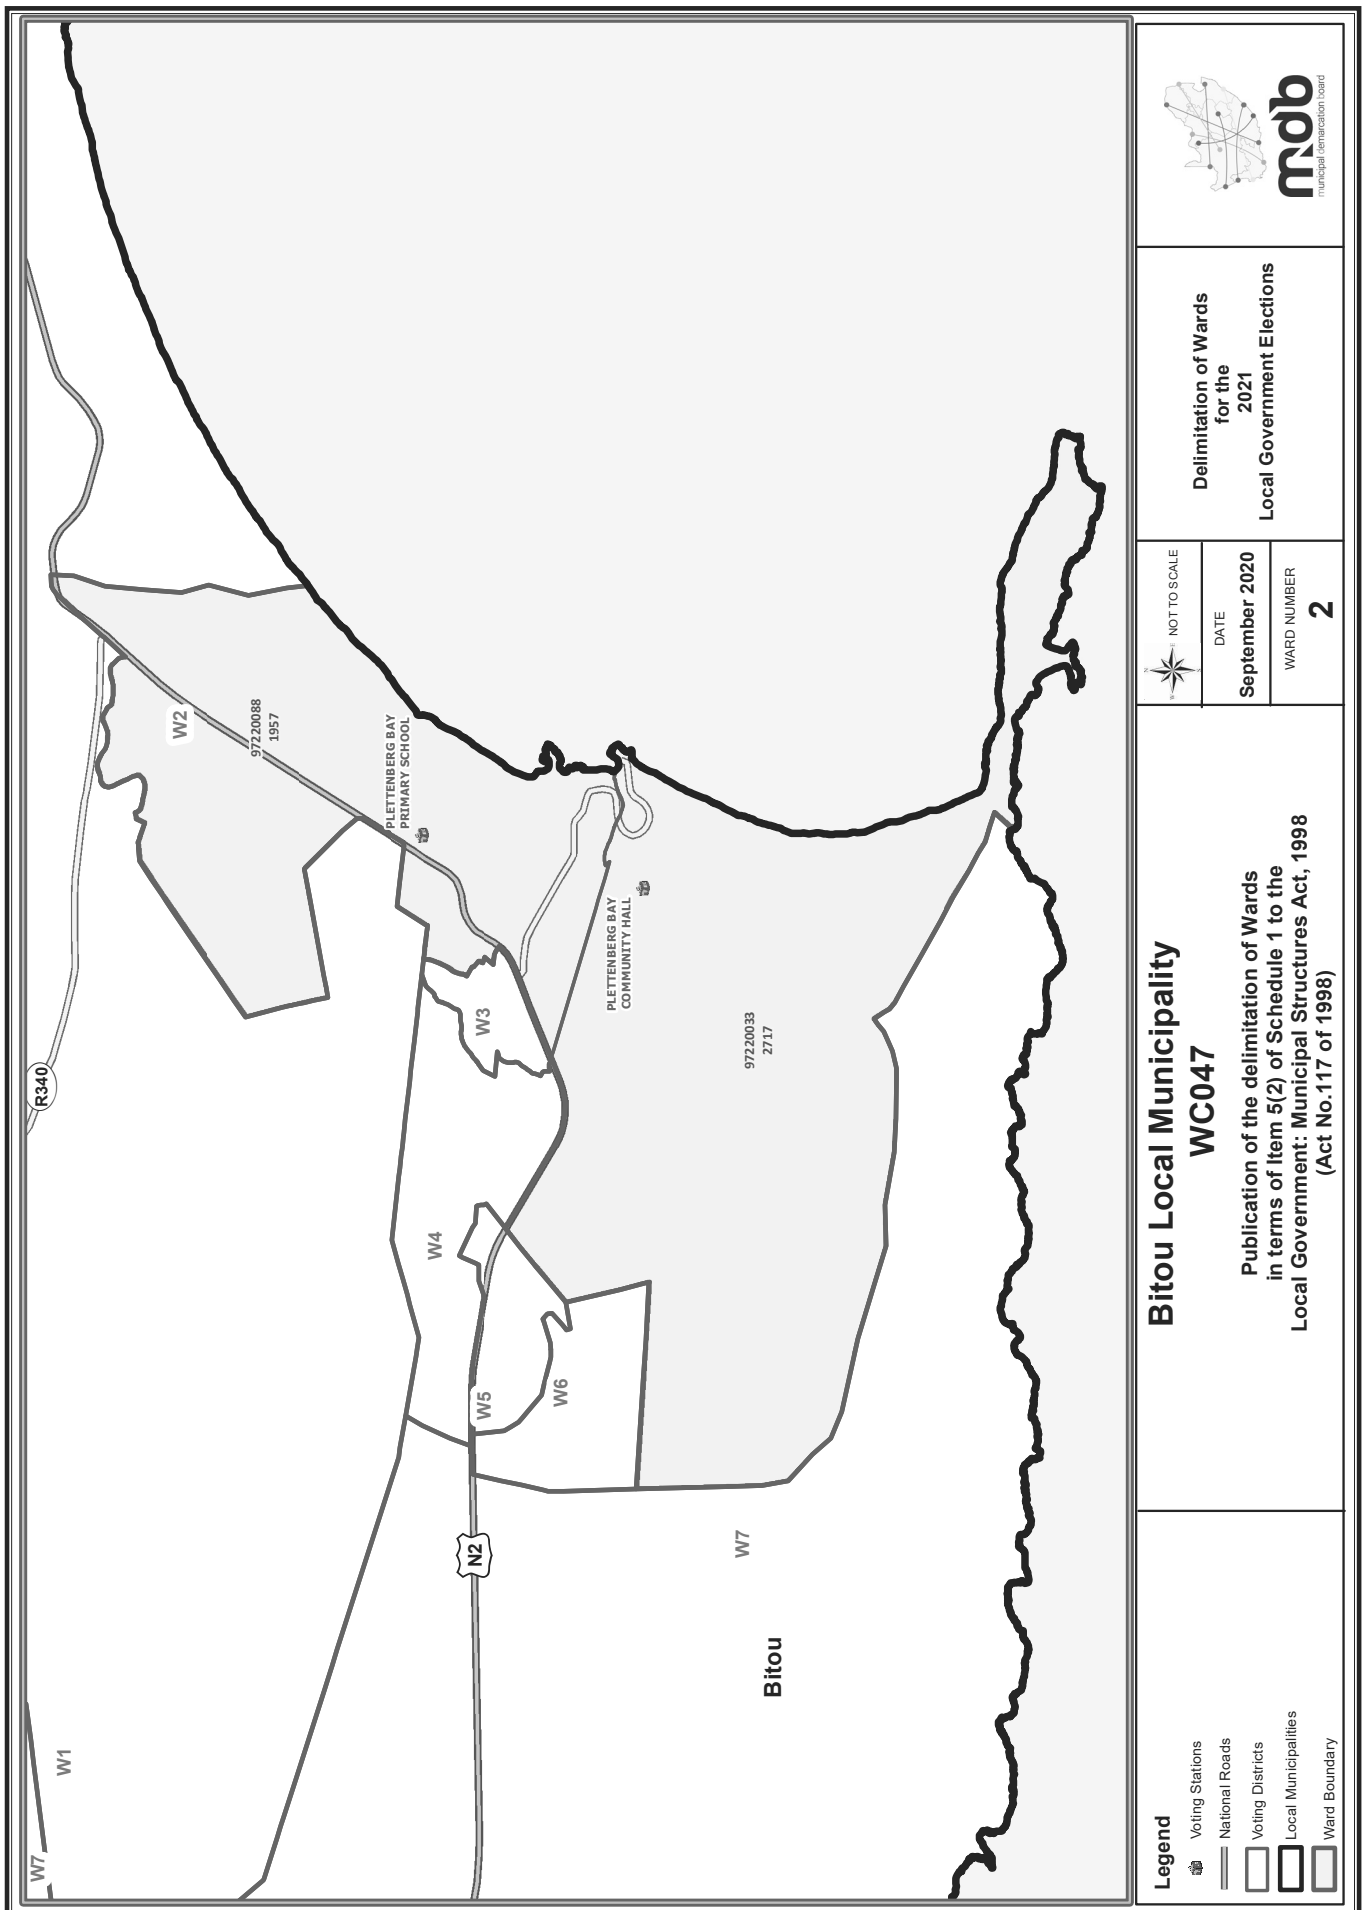 W7
W1
R340
W2
97220088
1957
PLETTENBERG BAY
PRIMARY SCHOOL
W3
W4
PLETTENBERG BAY
COMMUNITY HALL
W5
W6
97220033
2717
N2
W7
Bitou
Legend
Voting Stations
National Roads
Voting Districts
Local Municipalities
Ward Boundary
Bitou Local Municipality
WC047
Publication of the delimitation of Wards
in terms of Item 5(2) of Schedule 1 to the
Local Government: Municipal Structures Act, 1998
(Act No.117 of 1998)
N
W
E
S
NOT TO SCALE
DATE
September 2020
WARD NUMBER
2
Delimitation of Wards
for the
2021
Local Government Elections
mdb
municipal demarcation board